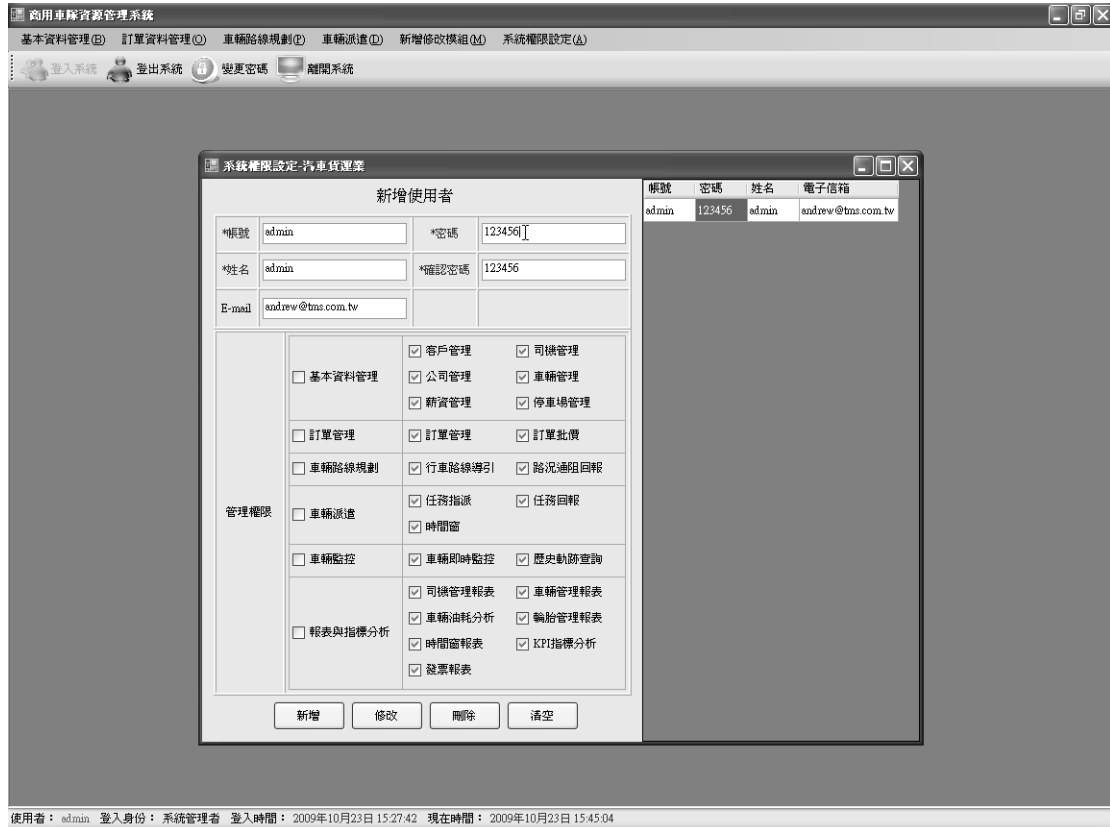 商用車隊資源管理系統
基本資料管理(B) 訂單資料管理(O) 車輛路線規劃(P) 車輛派遣(D) 新增修改模組(M) 系統權限設定(A)
登入系統 登出系統 變更密碼 離開系統
系統權限設定-汽車貨運業
新增使用者
*帳號 admin *密碼 123456
*姓名 admin *確認密碼 123456
E-mail andrew@tms.com.tw
管理權限
基本資料管理
客戶管理 司機管理
公司管理 車輛管理
薪資管理 停車場管理
訂單管理 訂單管理 訂單批價
車輛路線規劃 行車路線導引 路況通阻回報
車輛派遣
任務指派 任務回報
時間窗
車輛監控 車輛即時監控 歷史軌跡查詢
報表與指標分析
司機管理報表 車輛管理報表
車輛油耗分析 輪胎管理報表
時間窗報表 KPI指標分析
發票報表
新增 修改 刪除 清空
帳號 密碼 姓名 電子信箱
admin 123456 admin andrew@tms.com.tw
使用者： admin 登入身份： 系統管理者 登入時間： 2009年10月23日 15:27:42 現在時間： 2009年10月23日 15:45:04